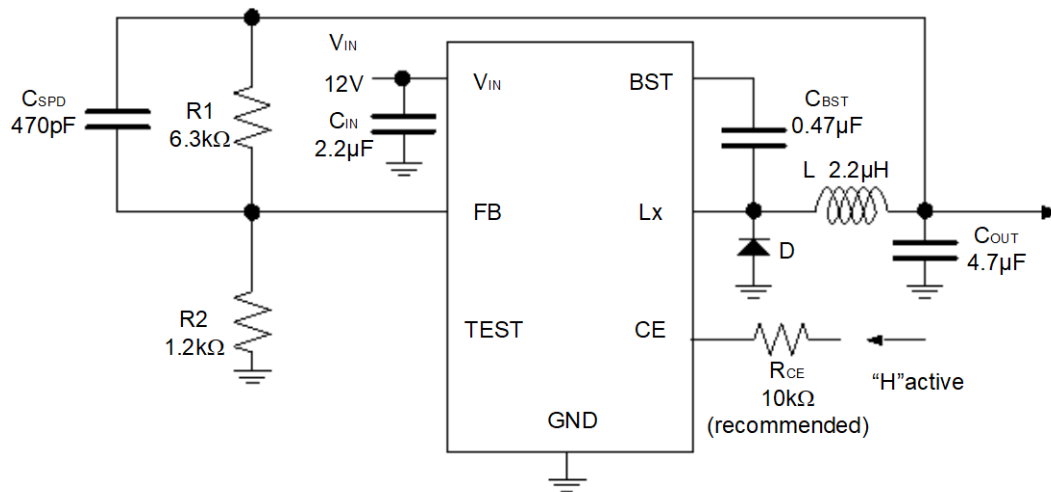 VIN
12V
VIN
BST
CSPD
470pF
R1
6.3kΩ
CIN
2.2µF
CBST
0.47µF
L 2.2µH
FB
Lx
D
COUT
4.7µF
R2
1.2kΩ
TEST
CE
RCE
10kΩ
(recommended)
“H”active
GND